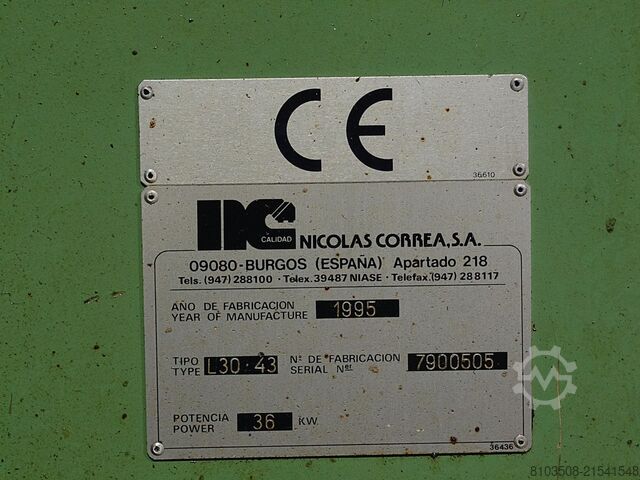 CE
36610
NC
CALIDAD
NICOLAS CORREA, S.A.
09080-BURGOS (ESPAÑA) Apartado 218
Tels. (947) 288100 · Telex. 39487 NIASE · Telefax. (947) 288117
AÑO DE FABRICACION
YEAR OF MANUFACTURE 1995
TIPO
TYPE L30·43
Nº DE FABRICACION
SERIAL Nºer 7900505
POTENCIA
POWER 36 KW
36436
8103508-21541548